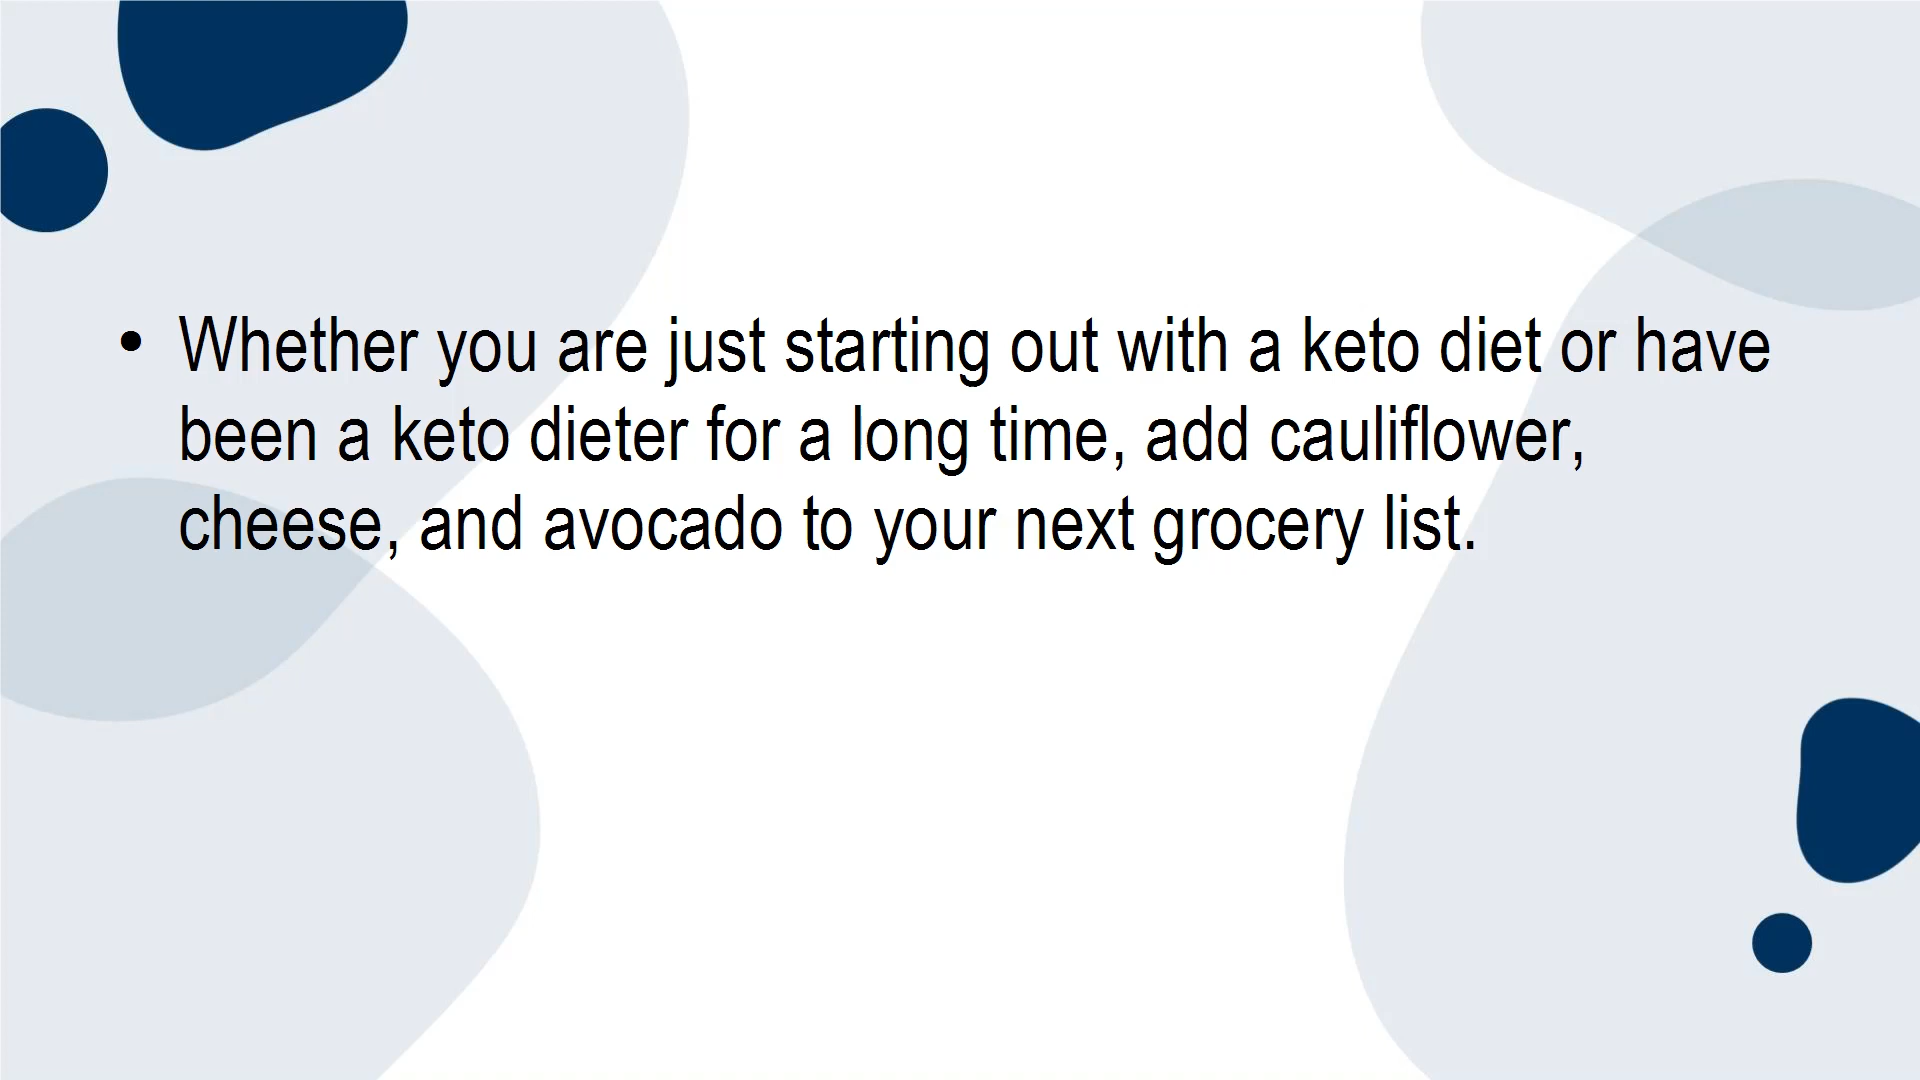 • Whether you are just starting out with a keto diet or have
been a keto dieter for a long time, add cauliflower,
cheese, and avocado to your next grocery list.